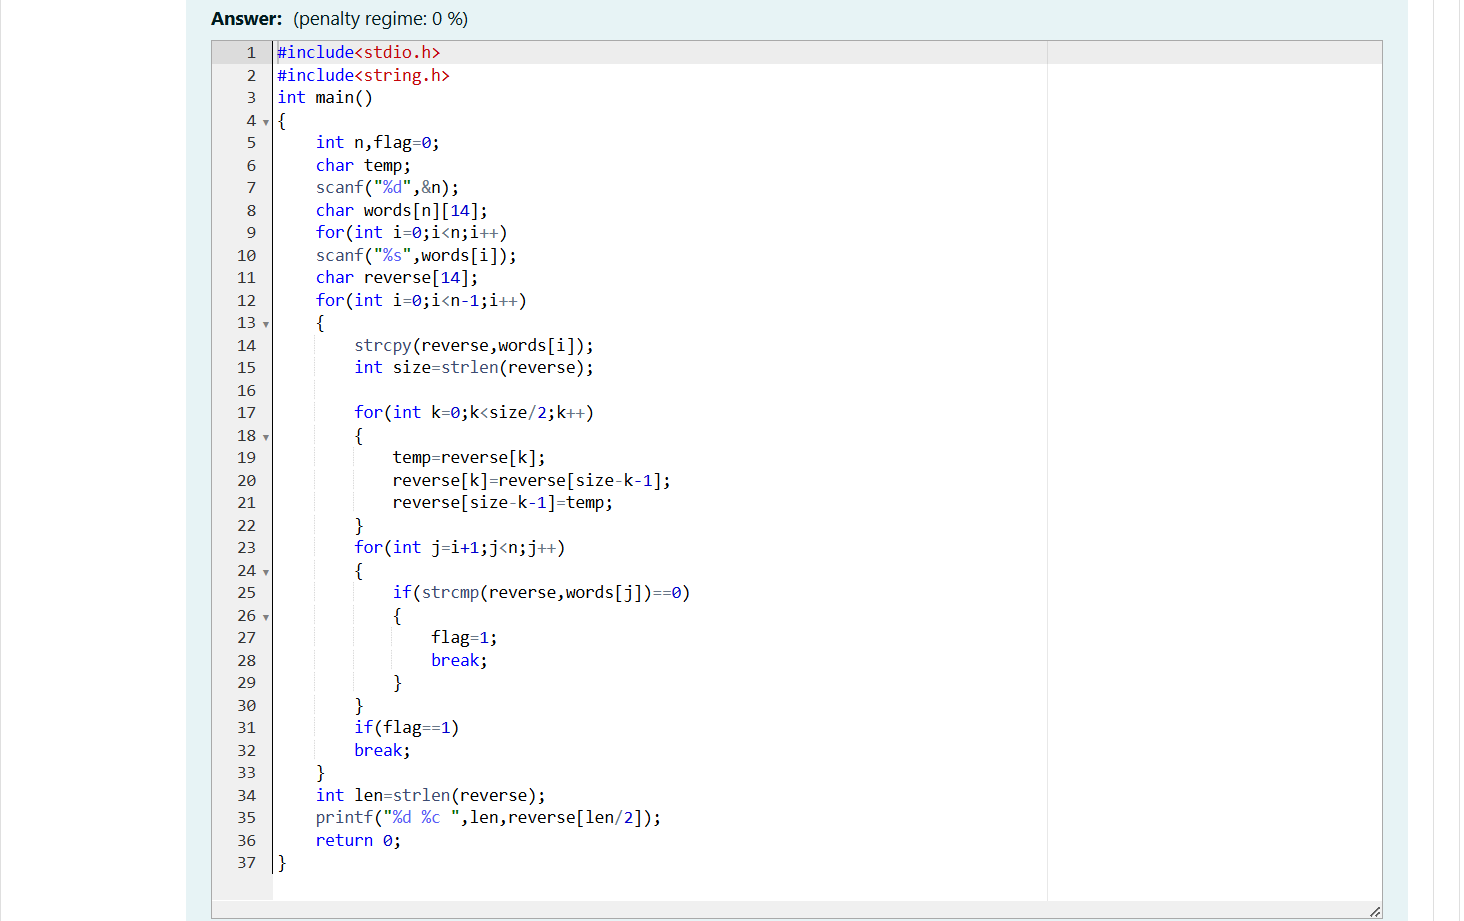 Answer: (penalty regime: 0 %)
1 #include<stdio.h>
2 #include<string.h>
3 int main()
4 {
5     int n,flag=0;
6     char temp;
7     scanf("%d",&n);
8     char words[n][14];
9     for(int i=0;i<n;i++)
10     scanf("%s",words[i]);
11     char reverse[14];
12     for(int i=0;i<n-1;i++)
13     {
14         strcpy(reverse,words[i]);
15         int size=strlen(reverse);
16
17         for(int k=0;k<size/2;k++)
18         {
19             temp=reverse[k];
20             reverse[k]=reverse[size-k-1];
21             reverse[size-k-1]=temp;
22         }
23         for(int j=i+1;j<n;j++)
24         {
25             if(strcmp(reverse,words[j])==0)
26             {
27                 flag=1;
28                 break;
29             }
30         }
31         if(flag==1)
32         break;
33     }
34     int len=strlen(reverse);
35     printf("%d %c ",len,reverse[len/2]);
36     return 0;
37 }